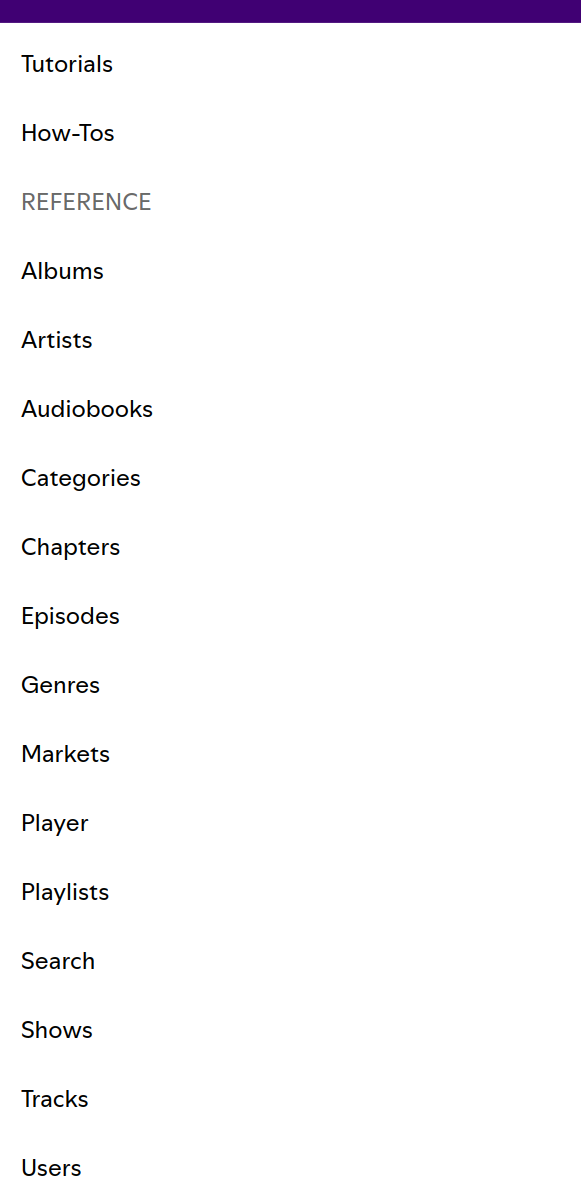 Tutorials
How-Tos
REFERENCE
Albums
Artists
Audiobooks
Categories
Chapters
Episodes
Genres
Markets
Player
Playlists
Search
Shows
Tracks
Users